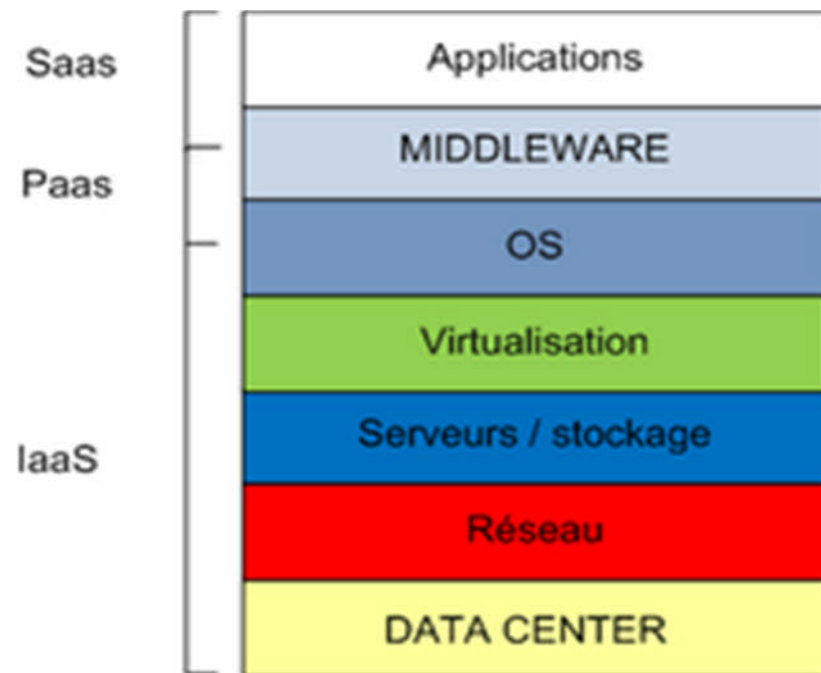 Saas
Applications
MIDDLEWARE
Paas
OS
Virtualisation
Serveurs / stockage
IaaS
Réseau
DATA CENTER